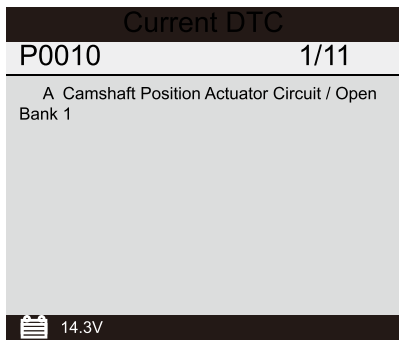 Current DTC
P0010 1/11
A Camshaft Position Actuator Circuit / Open
Bank 1
14.3V